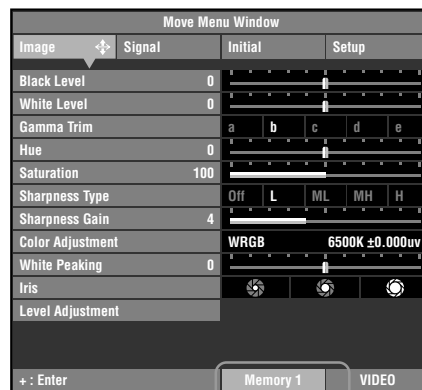 Move Menu Window
Image Signal Initial Setup
Black Level 0
White Level 0
Gamma Trim a b c d e
Hue 0
Saturation 100
Sharpness Type Off L ML MH H
Sharpness Gain 4
Color Adjustment WRGB 6500K ±0.000uv
White Peaking 0
Iris
Level Adjustment
+ : Enter Memory 1 VIDEO